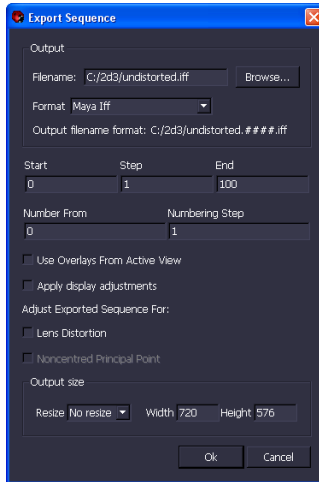 Export Sequence
Output
Filename: C:/2d3/undistorted.iff Browse...
Format Maya Iff
Output filename format: C:/2d3/undistorted.####.iff
Start Step End
0 1 100
Number From Numbering Step
0 1
Use Overlays From Active View
Apply display adjustments
Adjust Exported Sequence For:
Lens Distortion
Noncentred Principal Point
Output size
Resize No resize Width 720 Height 576
Ok Cancel